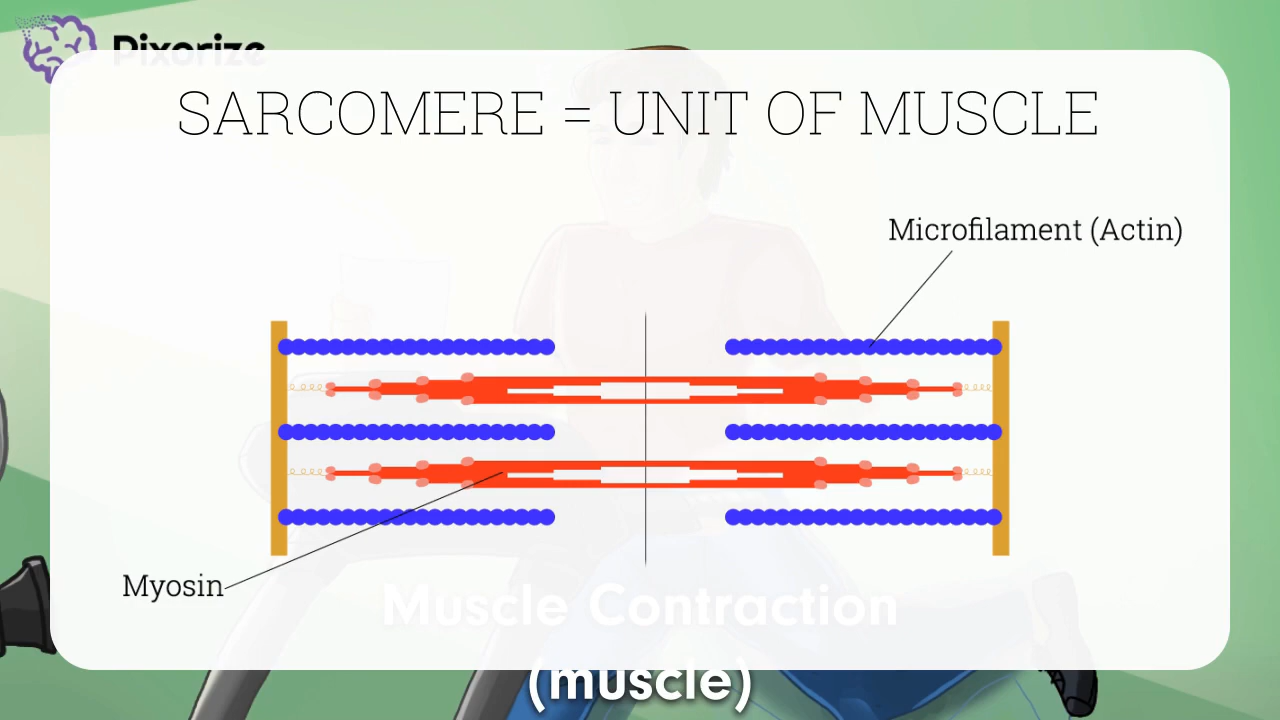 Pixorize
SARCOMERE = UNIT OF MUSCLE
Microfilament (Actin)
Myosin
Muscle Contraction
(muscle)